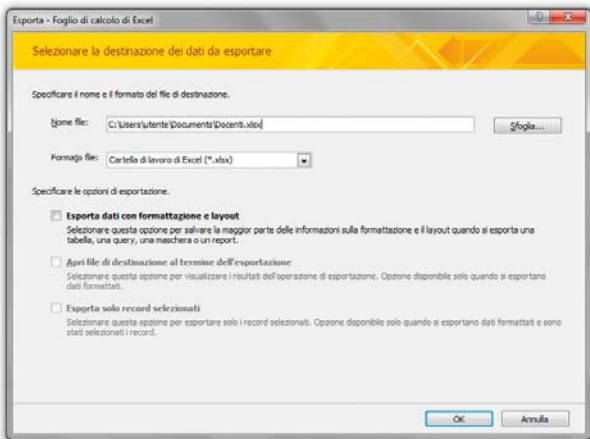 Esporta - Foglio di calcolo di Excel
Selezionare la destinazione dei dati da esportare
Specificare il nome e il formato del file di destinazione.
Nome file: C:\Users\utente\Documents\Docenti.xlsx Sfoglia...
Formato file: Cartella di lavoro di Excel (*.xlsx)
Specificare le opzioni di esportazione.
Esporta dati con formattazione e layout
Selezionare questa opzione per salvare la maggior parte delle informazioni sulla formattazione e il layout quando si esporta una
tabella, una query, una maschera o un report.
Apri file di destinazione al termine dell'esportazione
Selezionare questa opzione per visualizzare i risultati dell'operazione di esportazione. Opzione disponibile solo quando si esportano
dati formattati.
Esporta solo record selezionati
Selezionare questa opzione per esportare solo i record selezionati. Opzione disponibile solo quando si esportano dati formattati e sono
stati selezionati i record.
OK Annulla